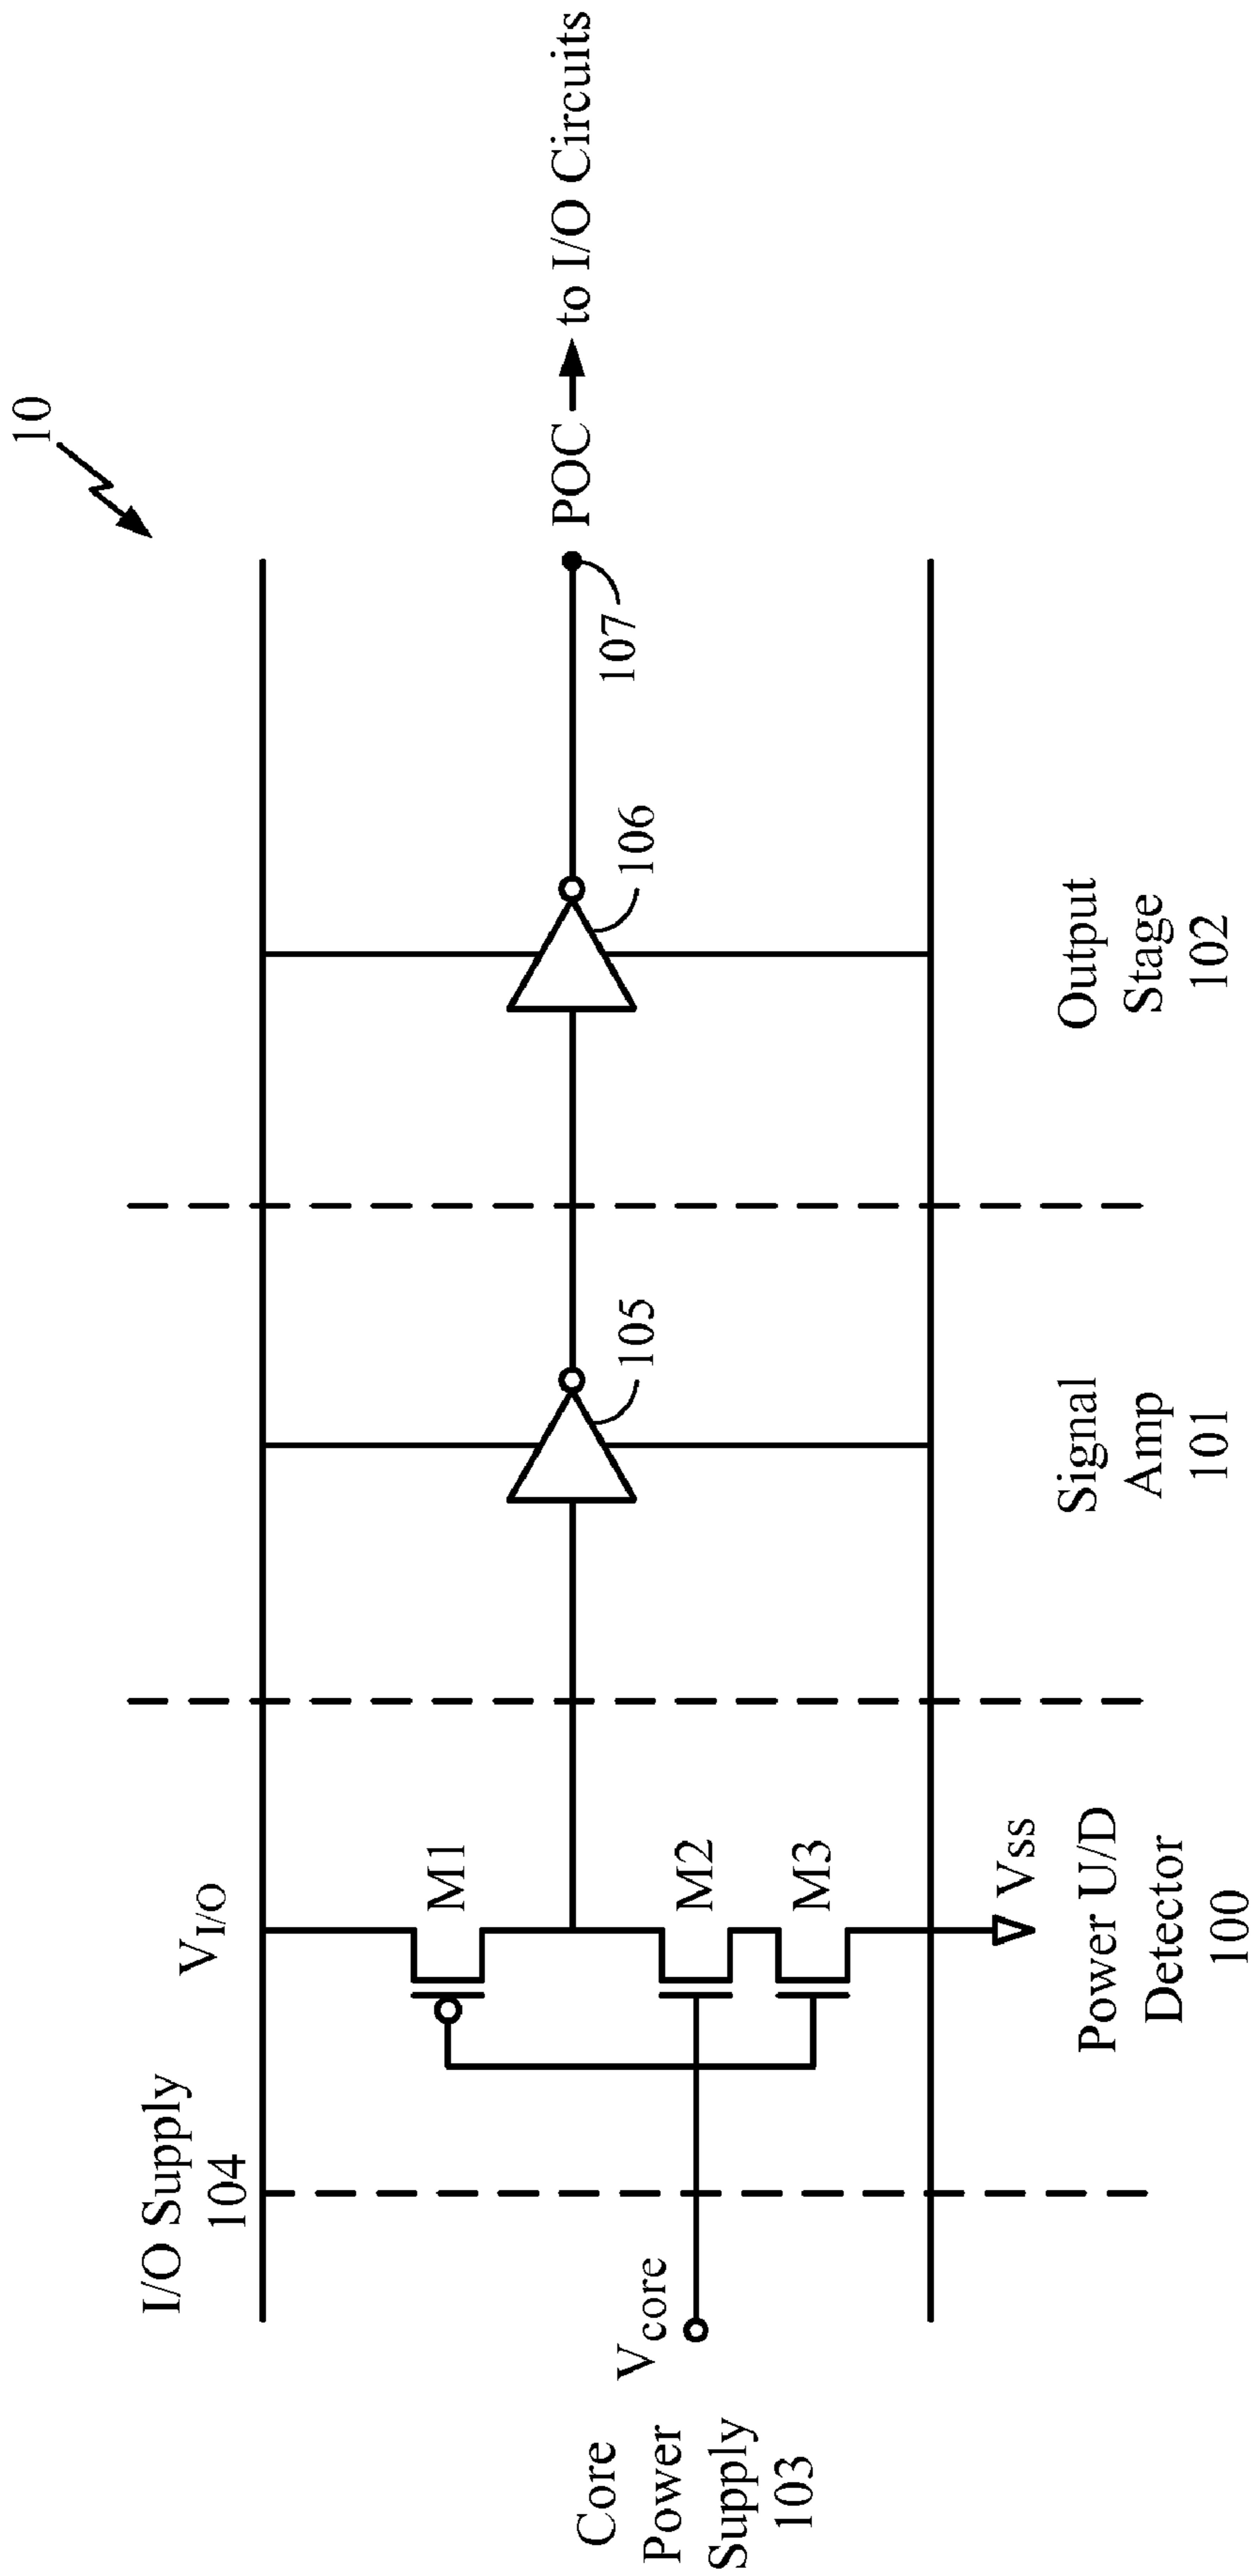 10
I/O Supply
104
V_I/O
M1
M2
M3
Vss
Core
Power
Supply
103
Vcore
105
106
107
POC → to I/O Circuits
Power U/D
Detector
100
Signal
Amp
101
Output
Stage
102